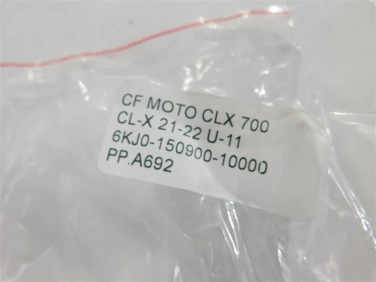 CF MOTO CLX 700
CL-X 21-22 U-11
6KJ0-150900-10000
PP.A692